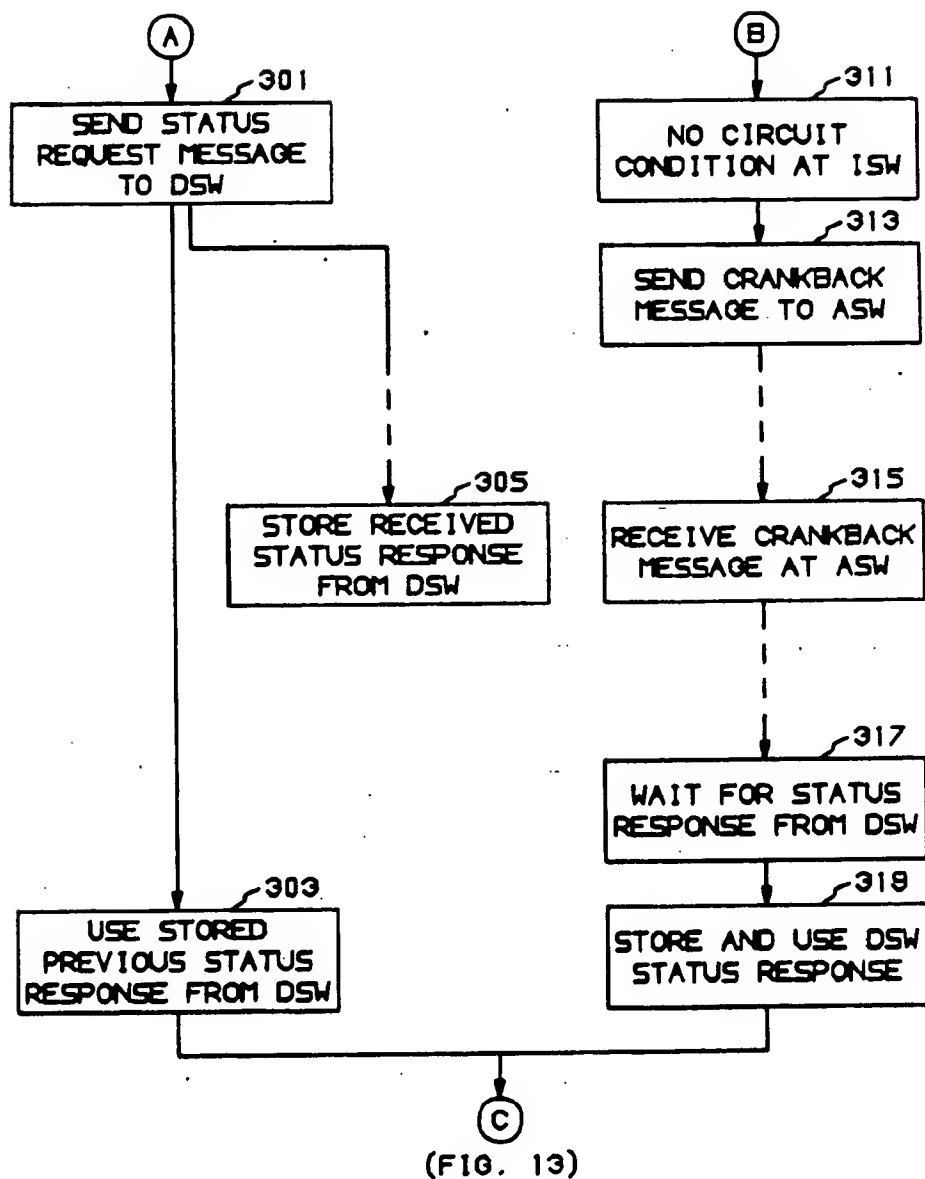 A
301
SEND STATUS
REQUEST MESSAGE
TO DSW
305
STORE RECEIVED
STATUS RESPONSE
FROM DSW
303
USE STORED
PREVIOUS STATUS
RESPONSE FROM DSW
B
311
NO CIRCUIT
CONDITION AT ISW
313
SEND CRANKBACK
MESSAGE TO ASW
315
RECEIVE CRANKBACK
MESSAGE AT ASW
317
WAIT FOR STATUS
RESPONSE FROM DSW
319
STORE AND USE DSW
STATUS RESPONSE
C
(FIG. 13)